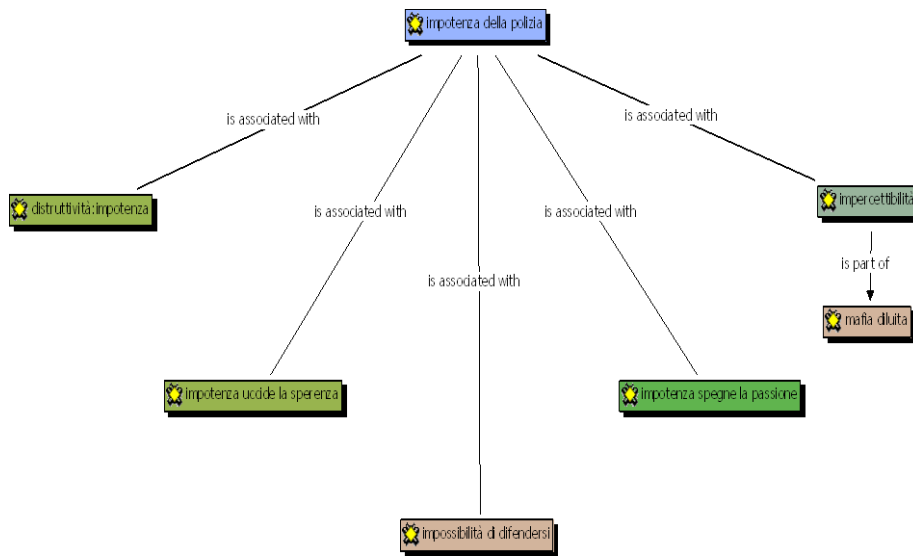 impotenza della polizia
is associated with
is associated with
distruttività:impotenza
impercettibilità
is associated with
is associated with
is part of
is associated with
mafia diluita
impotenza uccide la sperenza
impotenza spegne la passione
impossibilità di difendersi